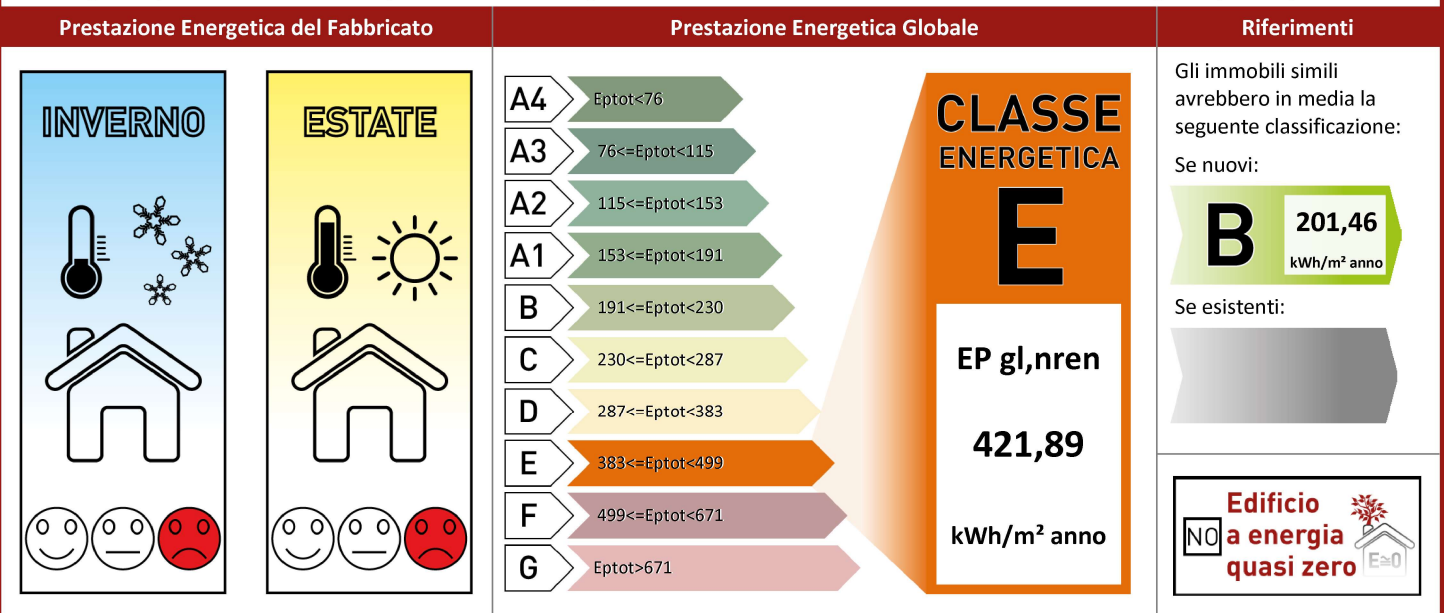 Prestazione Energetica del Fabbricato
INVERNO
ESTATE
Prestazione Energetica Globale
A4 Eptot<76
A3 76<=Eptot<115
A2 115<=Eptot<153
A1 153<=Eptot<191
B 191<=Eptot<230
C 230<=Eptot<287
D 287<=Eptot<383
E 383<=Eptot<499
F 499<=Eptot<671
G Eptot>671
CLASSE
ENERGETICA
E
EP gl,nren
421,89
kWh/m² anno
Riferimenti
Gli immobili simili
avrebbero in media la
seguente classificazione:
Se nuovi:
B
201,46
kWh/m² anno
Se esistenti:
Edificio
NO a energia
quasi zero
E≅0